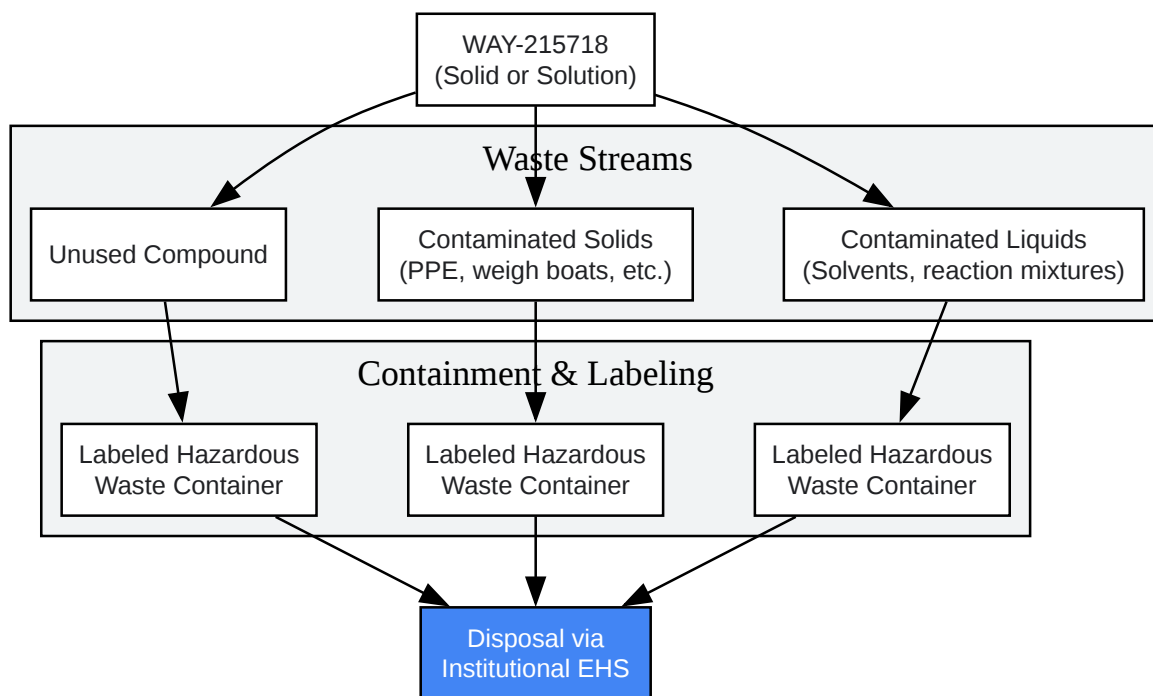 WAY-215718
(Solid or Solution)
Waste Streams
Unused Compound
Contaminated Solids
(PPE, weigh boats, etc.)
Contaminated Liquids
(Solvents, reaction mixtures)
Containment & Labeling
Labeled Hazardous
Waste Container
Labeled Hazardous
Waste Container
Labeled Hazardous
Waste Container
Disposal via
Institutional EHS